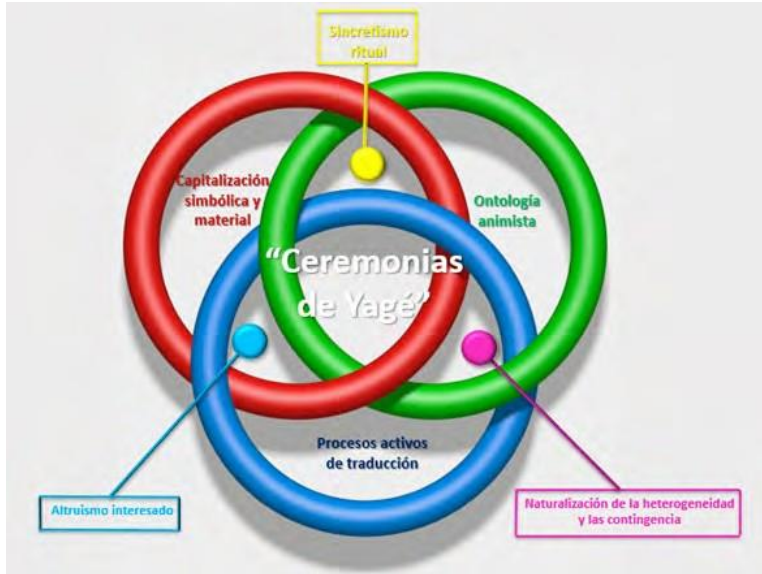 Sincretismo
ritual
Capitalización
simbólica y
material
Ontología
animista
“Ceremonias
de Yagé”
Procesos activos
de traducción
Altruismo interesado
Naturalización de la heterogeneidad
y las contingencia